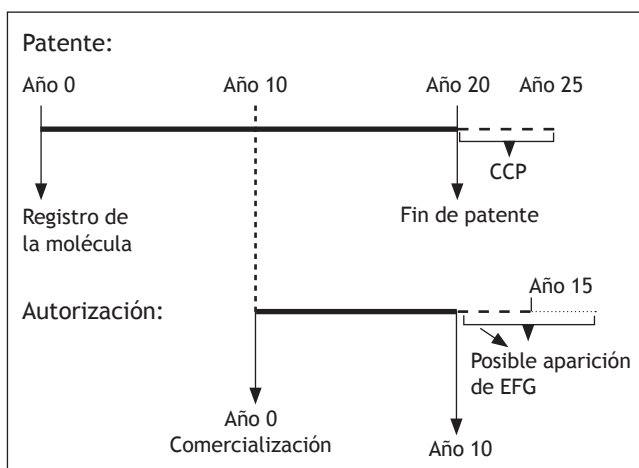 Patente:
Año 0 Año 10 Año 20 Año 25
CCP
Registro de
la molécula
Fin de patente
Año 15
Autorización:
Posible aparición
de EFG
Año 0
Comercialización
Año 10